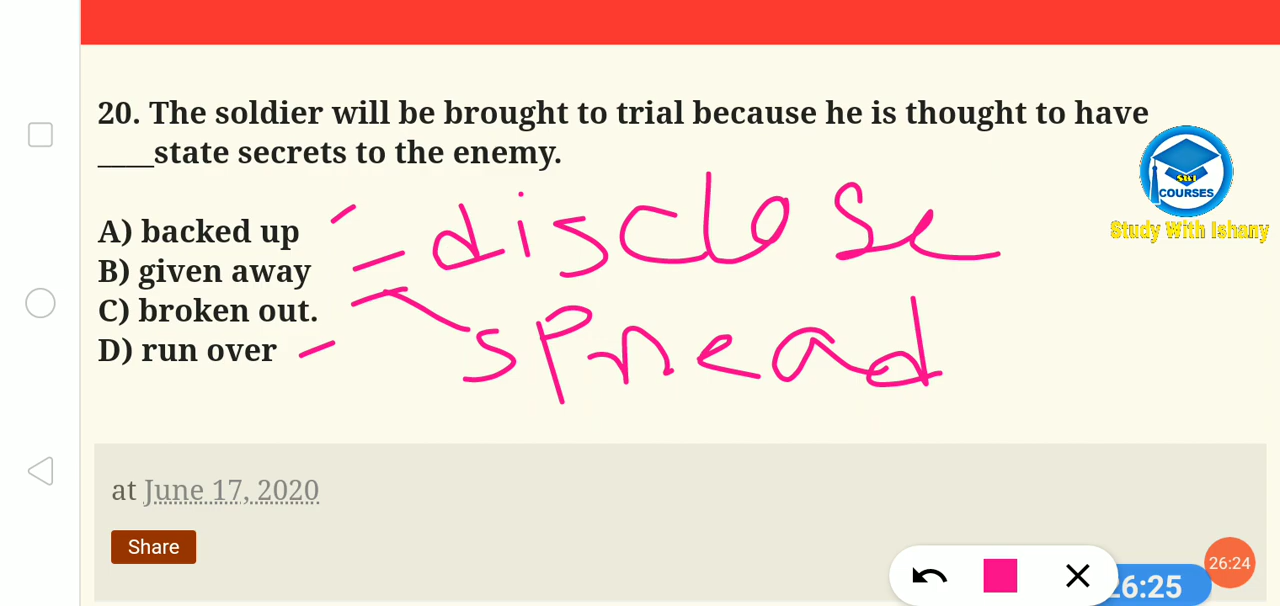 20. The soldier will be brought to trial because he is thought to have
____state secrets to the enemy.
SWI
COURSES
Study With Ishany
A) backed up
disclose
B) given away
C) broken out.
spread
D) run over
at June 17, 2020
Share
26:24
26:25